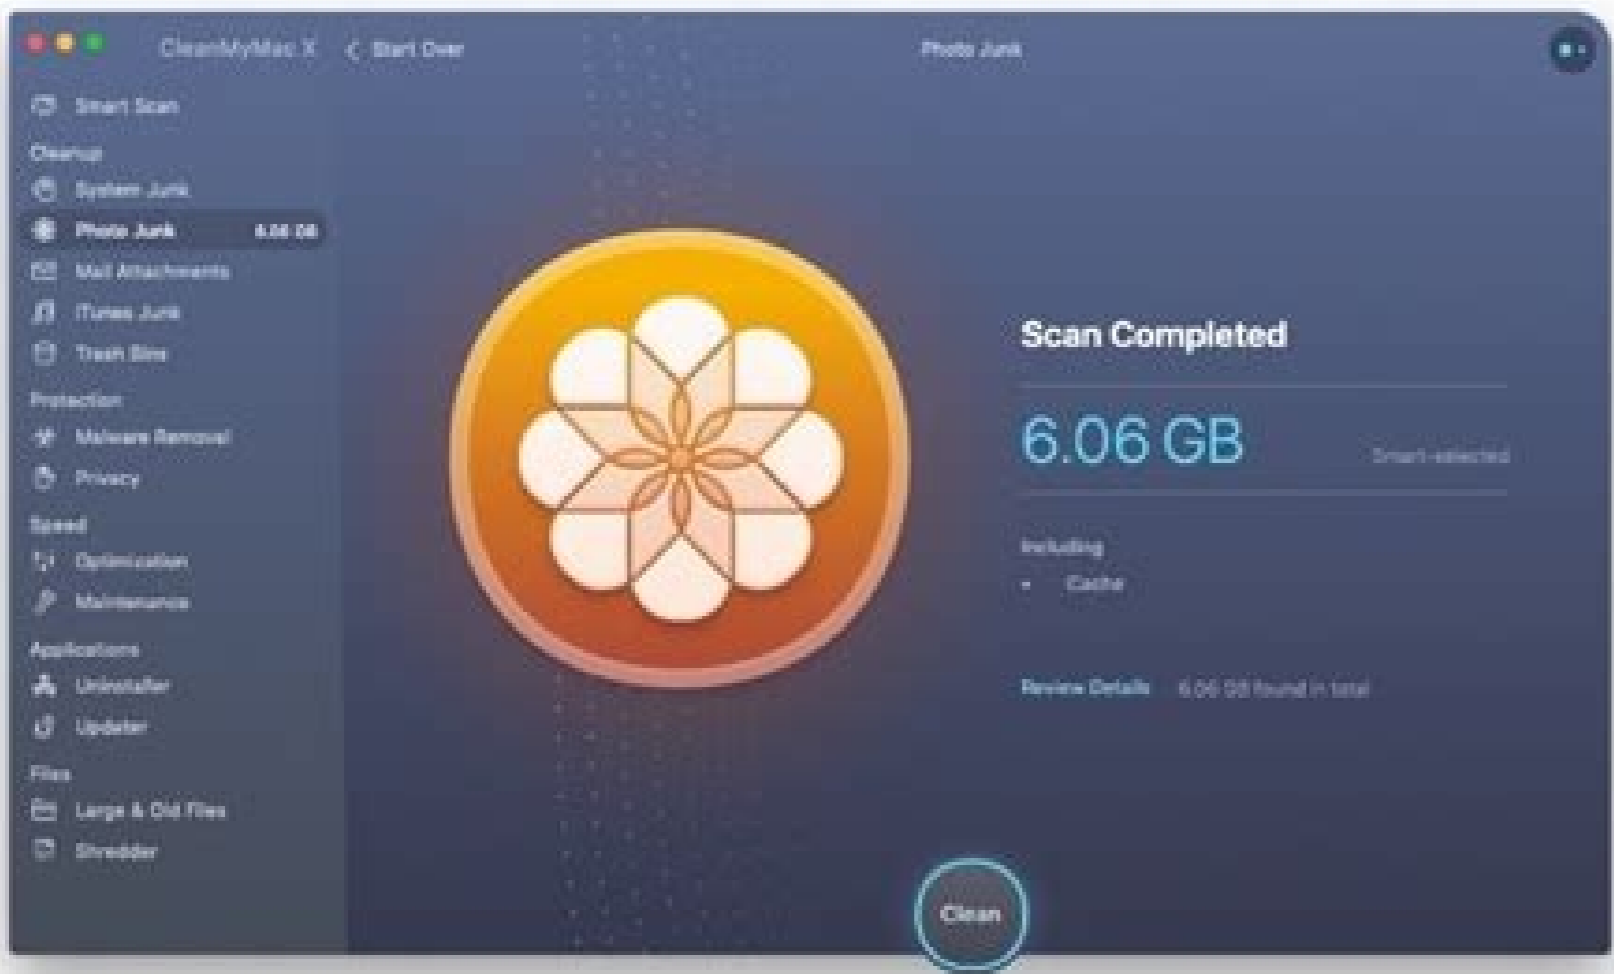 CleanMyMac X
Start Over
Photo Junk
Smart Scan
Cleanup
System Junk
Photo Junk 6.06 GB
Mail Attachments
iTunes Junk
Trash Bins
Protection
Malware Removal
Privacy
Speed
Optimization
Maintenance
Applications
Uninstaller
Updater
Files
Large & Old Files
Shredder
Scan Completed
6.06 GB Smart-selected
Including
• Cache
Review Details 6.06 GB found in total
Clean